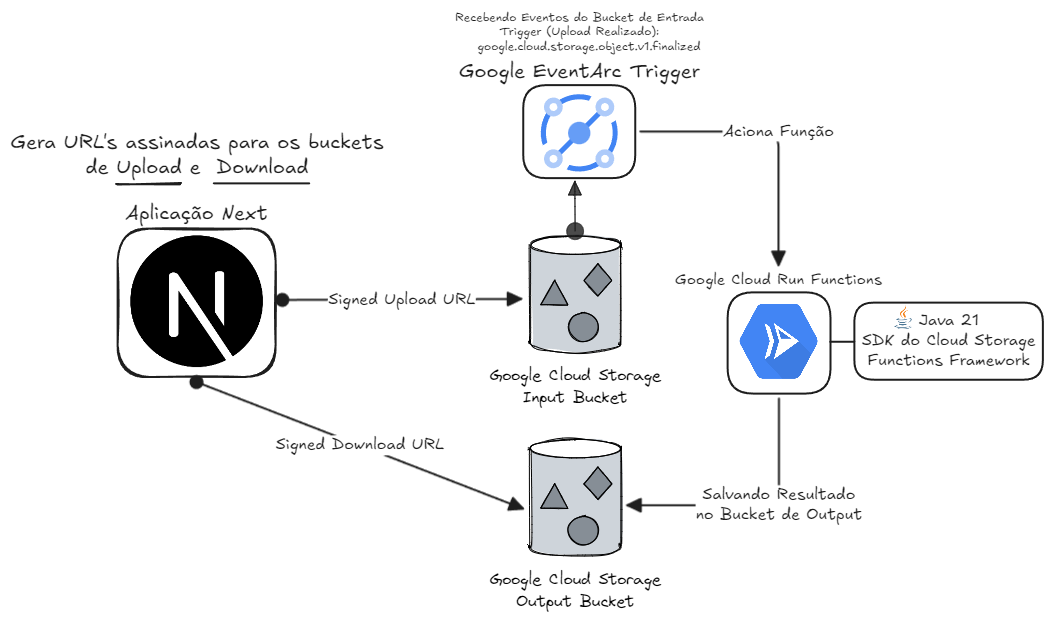 Recebendo Eventos do Bucket de Entrada
Trigger (Upload Realizado):
google.cloud.storage.object.v1.finalized
Google EventArc Trigger
Aciona Função
Gera URL's assinadas para os buckets
de Upload e Download
Aplicação Next
N
Signed Upload URL
Google Cloud Storage
Input Bucket
Google Cloud Run Functions
Java 21
SDK do Cloud Storage
Functions Framework
Signed Download URL
Salvando Resultado
no Bucket de Output
Google Cloud Storage
Output Bucket